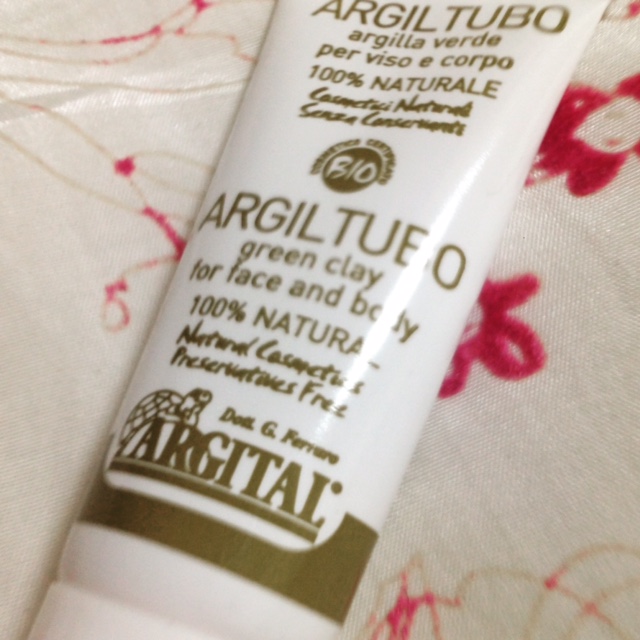 ARGILTUBO
argilla verde
per viso e corpo
100% NATURALE
Cosmetici Naturali
Senza Conservanti
BIO
ARGILTUBO
green clay
for face and body
100% NATURAL
Natural Cosmetics
Preservatives Free
Dott. G. Ferraro
ARGITAL